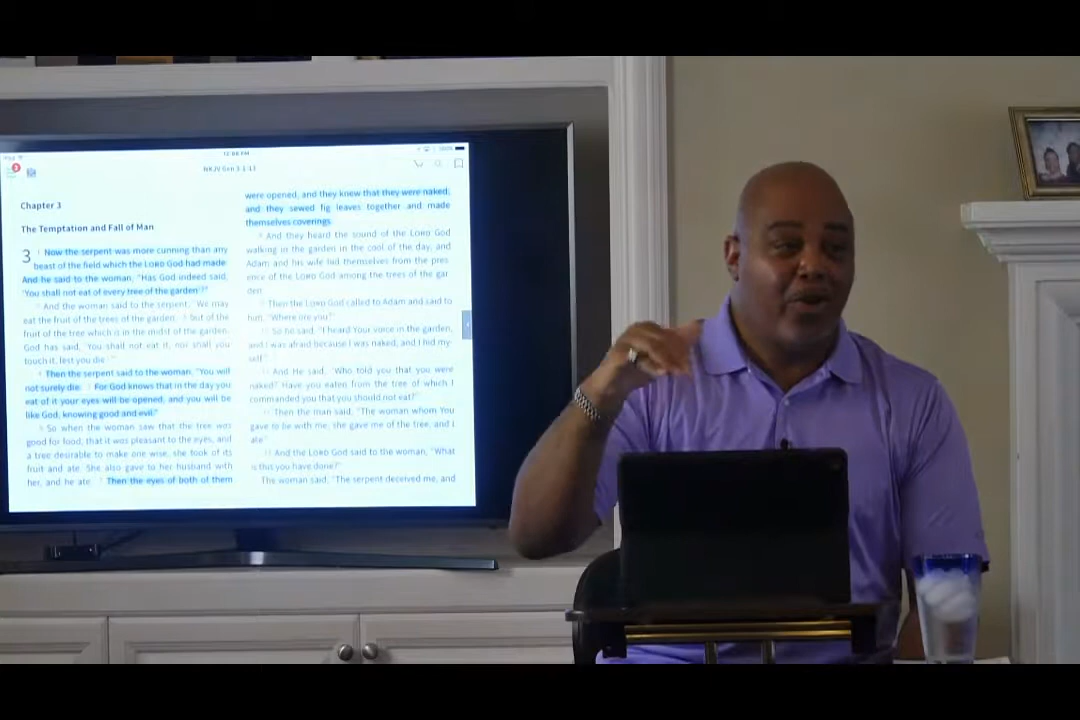 NKJV Gen 3:1-13
Chapter 3
The Temptation and Fall of Man
3 1 Now the serpent was more cunning than any
beast of the field which the LORD God had made.
And he said to the woman, "Has God indeed said,
'You shall not eat of every tree of the garden'?"
And the woman said to the serpent, "We may
eat the fruit of the trees of the garden; but of the
fruit of the tree which it in the midst of the garden,
God has said, 'You shall not eat it, nor shall you
touch it, lest you die.'"
Then the serpent said to the woman, "You will
not surely die. For God knows that in the day you
eat of it your eyes will be opened, and you will be
like God, knowing good and evil."
So when the woman saw that the tree was
good for food, that it was pleasant to the eyes, and
a tree desirable to make one wise, she took of its
fruit and ate. She also gave to her husband with
her, and he ate. Then the eyes of both of them
were opened, and they knew that they were naked;
and they sewed fig leaves together and made
themselves coverings.
And they heard the sound of the LORD God
walking in the garden in the cool of the day, and
Adam and his wife hid themselves from the pres
ence of the LORD God among the trees of the gar
den.
Then the LORD God called to Adam and said to
him, "Where are you?"
So he said, "I heard Your voice in the garden,
and I was afraid because I was naked; and I hid my-
self."
And He said, "Who told you that you were
naked? Have you eaten from the tree of which I
commanded you that you should not eat?"
Then the man said, "The woman whom You
gave to be with me, she gave me of the tree, and I
ate."
And the LORD God said to the woman, "What
is this you have done?"
The woman said, "The serpent deceived me, and